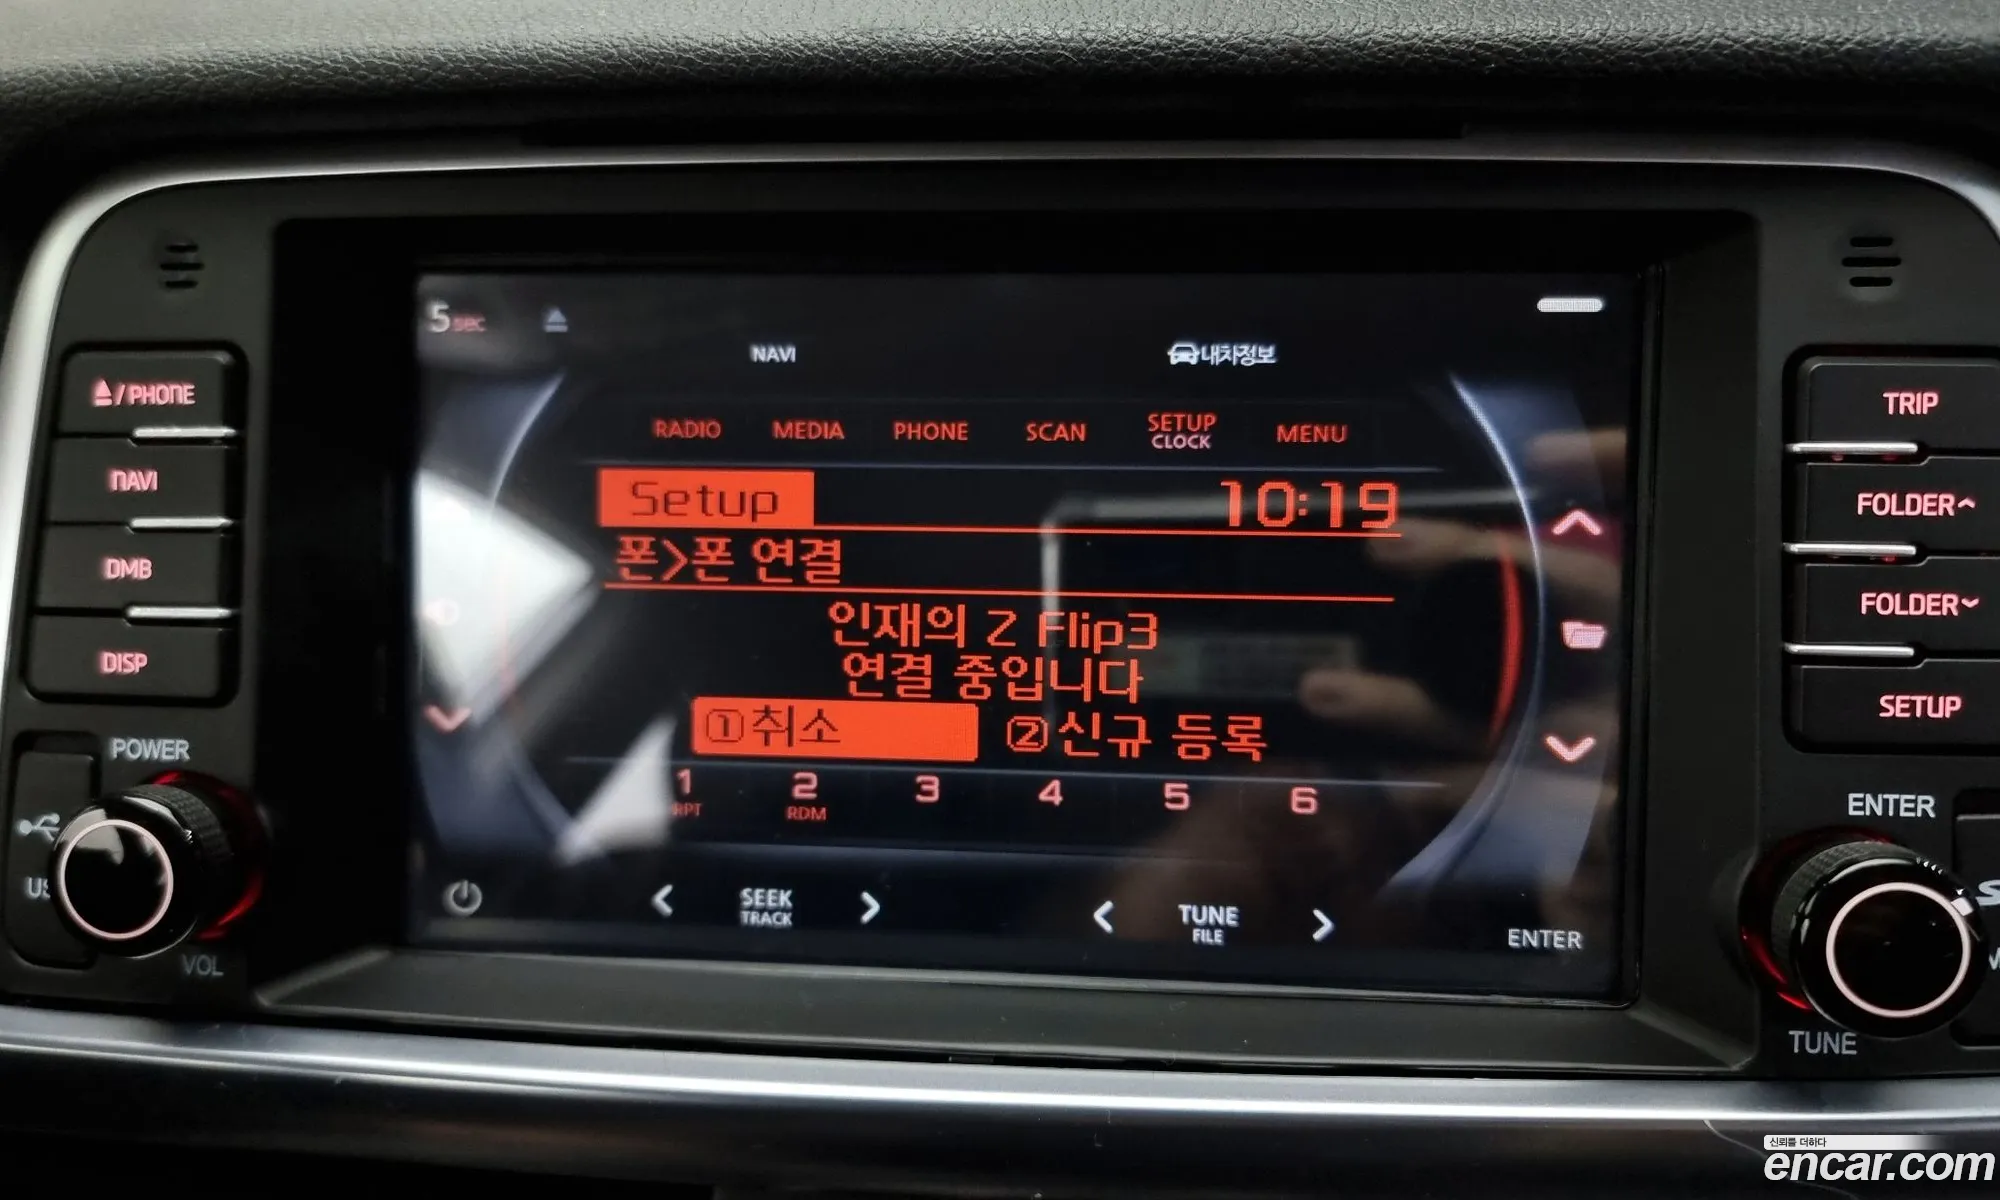 5 sec
NAVI
내차정보
▲/PHONE
NAVI
DMB
DISP
POWER
VOL
RADIO MEDIA PHONE SCAN SETUP CLOCK MENU
Setup 10:19
폰>폰 연결
인재의 Z Flip3
연결 중입니다
①취소 ②신규 등록
1 2 3 4 5 6
RPT RDM
< SEEK >
TRACK
< TUNE >
FILE
ENTER
TRIP
FOLDER^
FOLDER⌄
SETUP
ENTER
TUNE
신뢰를 더하다
encar.com